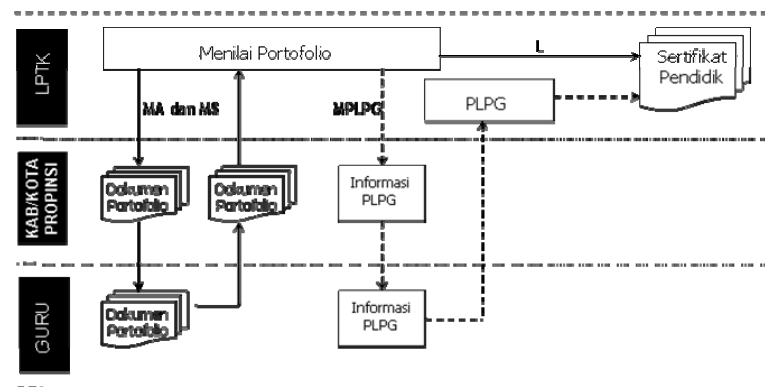 LPTK
Menilai Portofolio
L
Sertifikat
Pendidik
PLPG
MA dan MS
MPLPG
KAB/KOTA
PROPINSI
Dokumen
Portofolio
Dokumen
Portofolio
Informasi
PLPG
GURU
Dokumen
Portofolio
Informasi
PLPG